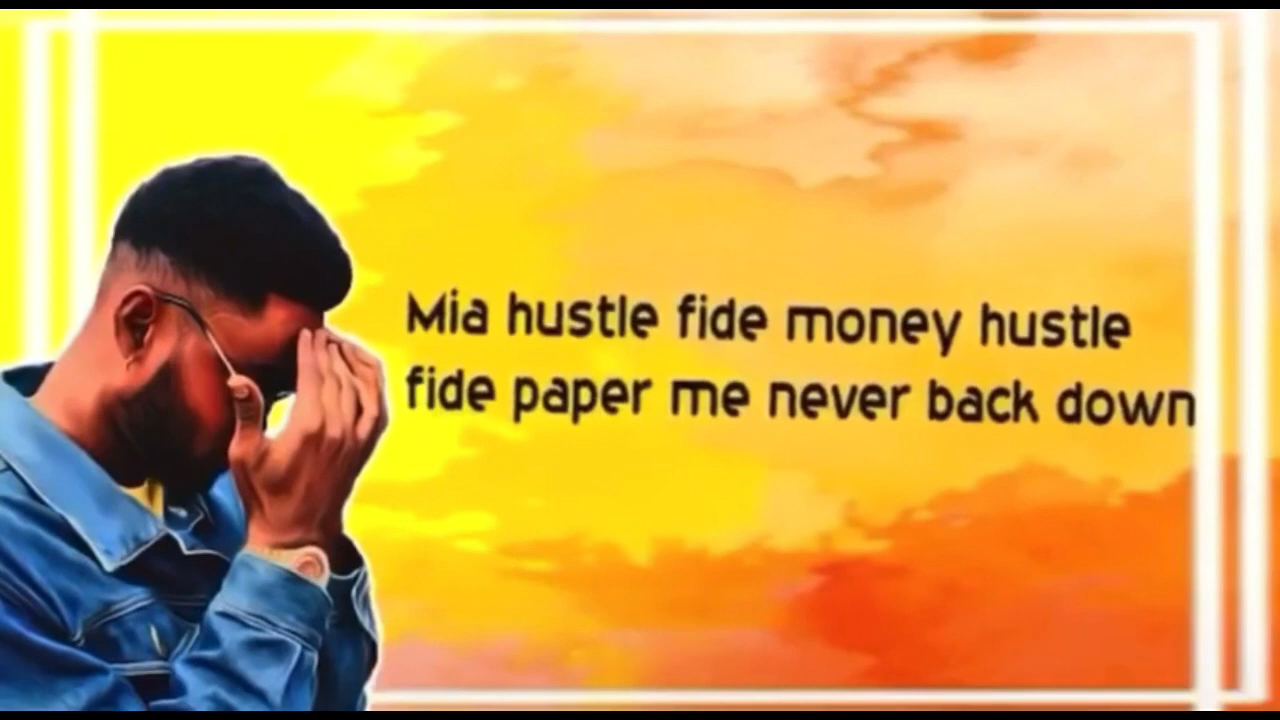 Mia hustle fide money hustle
fide paper me never back down